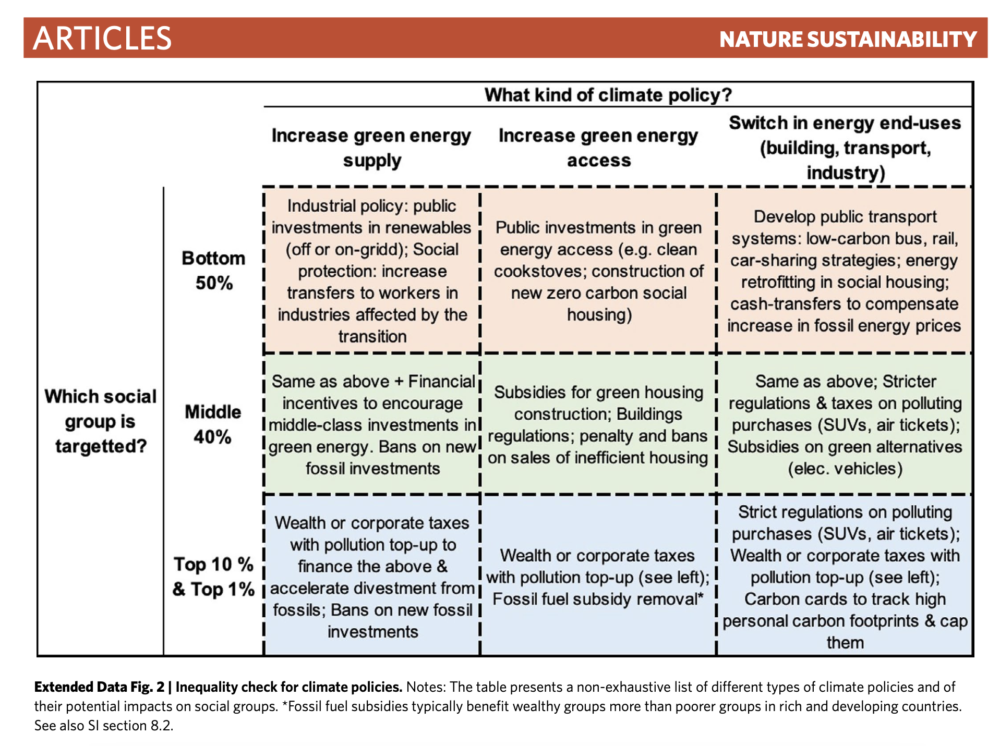 ARTICLES
NATURE SUSTAINABILITY
What kind of climate policy?
Increase green energy
supply
Increase green energy
access
Switch in energy end-uses
(building, transport,
industry)
Which social
group is
targetted?
Bottom
50%
Industrial policy: public
investments in renewables
(off or on-gridd); Social
protection: increase
transfers to workers in
industries affected by the
transition
Public investments in green
energy access (e.g. clean
cookstoves; construction of
new zero carbon social
housing)
Develop public transport
systems: low-carbon bus, rail,
car-sharing strategies; energy
retrofitting in social housing;
cash-transfers to compensate
increase in fossil energy prices
Middle
40%
Same as above + Financial
incentives to encourage
middle-class investments in
green energy. Bans on new
fossil investments
Subsidies for green housing
construction; Buildings
regulations; penalty and bans
on sales of inefficient housing
Same as above; Stricter
regulations & taxes on polluting
purchases (SUVs, air tickets);
Subsidies on green alternatives
(elec. vehicles)
Top 10 %
& Top 1%
Wealth or corporate taxes
with pollution top-up to
finance the above &
accelerate divestment from
fossils; Bans on new fossil
investments
Wealth or corporate taxes
with pollution top-up (see left);
Fossil fuel subsidy removal*
Strict regulations on polluting
purchases (SUVs, air tickets);
Wealth or corporate taxes with
pollution top-up (see left);
Carbon cards to track high
personal carbon footprints & cap
them
Extended Data Fig. 2 | Inequality check for climate policies. Notes: The table presents a non-exhaustive list of different types of climate policies and of
their potential impacts on social groups. *Fossil fuel subsidies typically benefit wealthy groups more than poorer groups in rich and developing countries.
See also SI section 8.2.